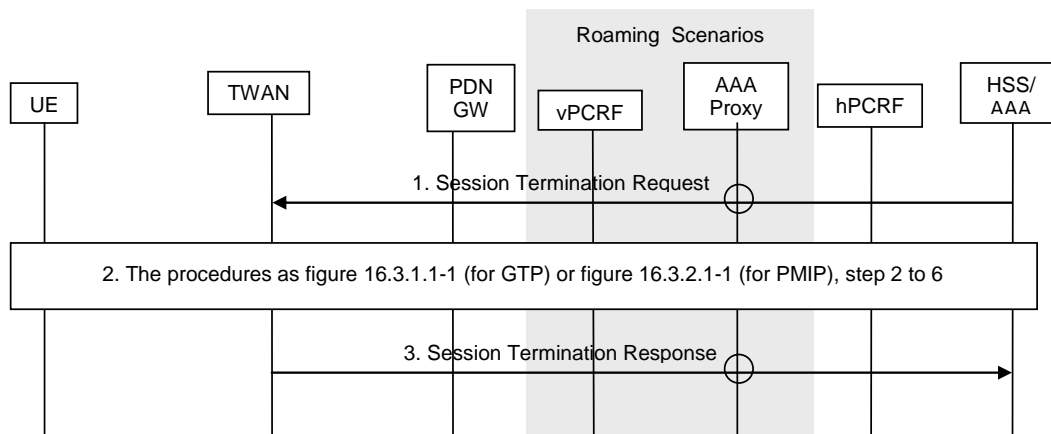 Roaming Scenarios
UE
TWAN
PDN
GW
vPCRF
AAA
Proxy
hPCRF
HSS/
AAA
1. Session Termination Request
2. The procedures as figure 16.3.1.1-1 (for GTP) or figure 16.3.2.1-1 (for PMIP), step 2 to 6
3. Session Termination Response